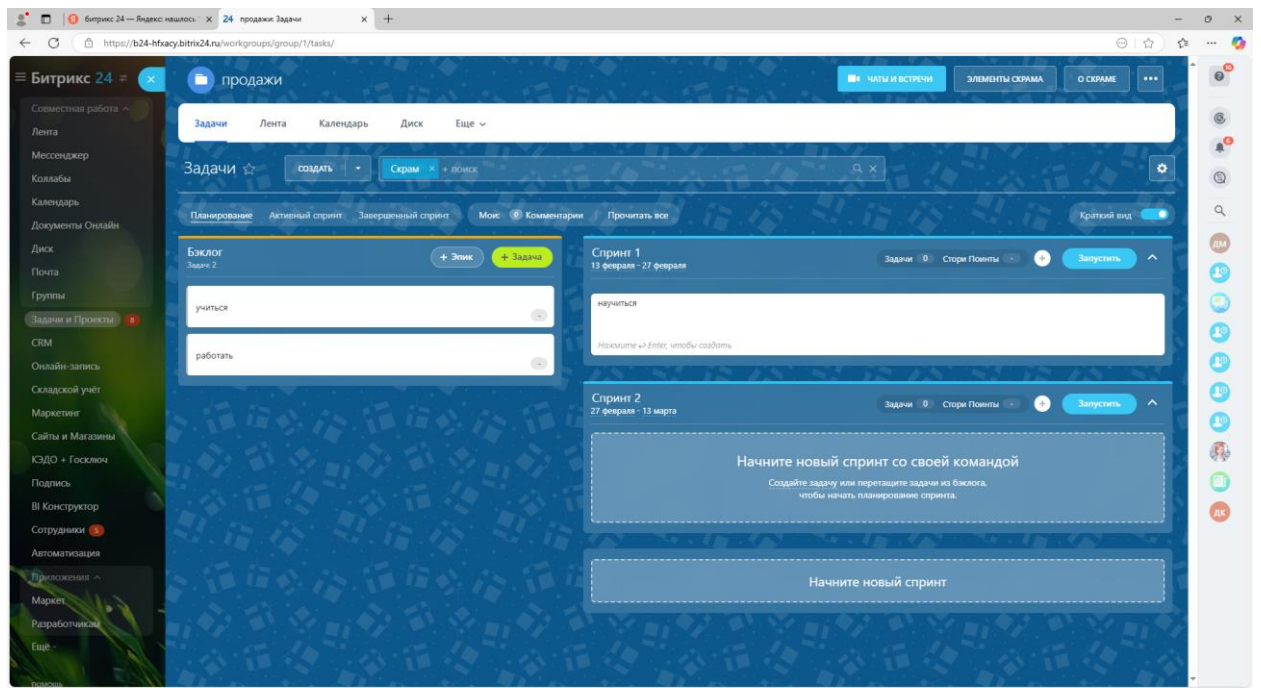 битрикс 24 — Яндекс: нашлось
24 продажи: Задачи
https://b24-hfxacy.bitrix24.ru/workgroups/group/1/tasks/
Битрикс 24
продажи
ЧАТЫ И ВСТРЕЧИ
ЭЛЕМЕНТЫ СКРАМА
О СКРАМЕ
Совместная работа
Лента
Мессенджер
Коллабы
Календарь
Документы Онлайн
Диск
Почта
Группы
Задачи и Проекты 8
CRM
Онлайн-запись
Складской учёт
Маркетинг
Сайты и Магазины
КЭДО + Госключ
Подпись
BI Конструктор
Сотрудники 5
Автоматизация
Приложения
Маркет
Разработчикам
Ещё -
помощь
Задачи Лента Календарь Диск Еще
Задачи
СОЗДАТЬ
Скрам × + поиск
Планирование Активный спринт Завершенный спринт
Мои: 0 Комментарии Прочитать все
Краткий вид
Бэклог
Задач: 2
+ Эпик
+ Задача
учиться
-
работать
-
Спринт 1
13 февраля - 27 февраля
Задачи 0 Стори Поинты -
+
Запустить
научиться
Нажмите ↵ Enter, чтобы создать
Спринт 2
27 февраля - 13 марта
Задачи 0 Стори Поинты -
+
Запустить
Начните новый спринт со своей командой
Создайте задачу или перетащите задачи из бэклога,
чтобы начать планирование спринта.
Начните новый спринт
ДМ
ДК